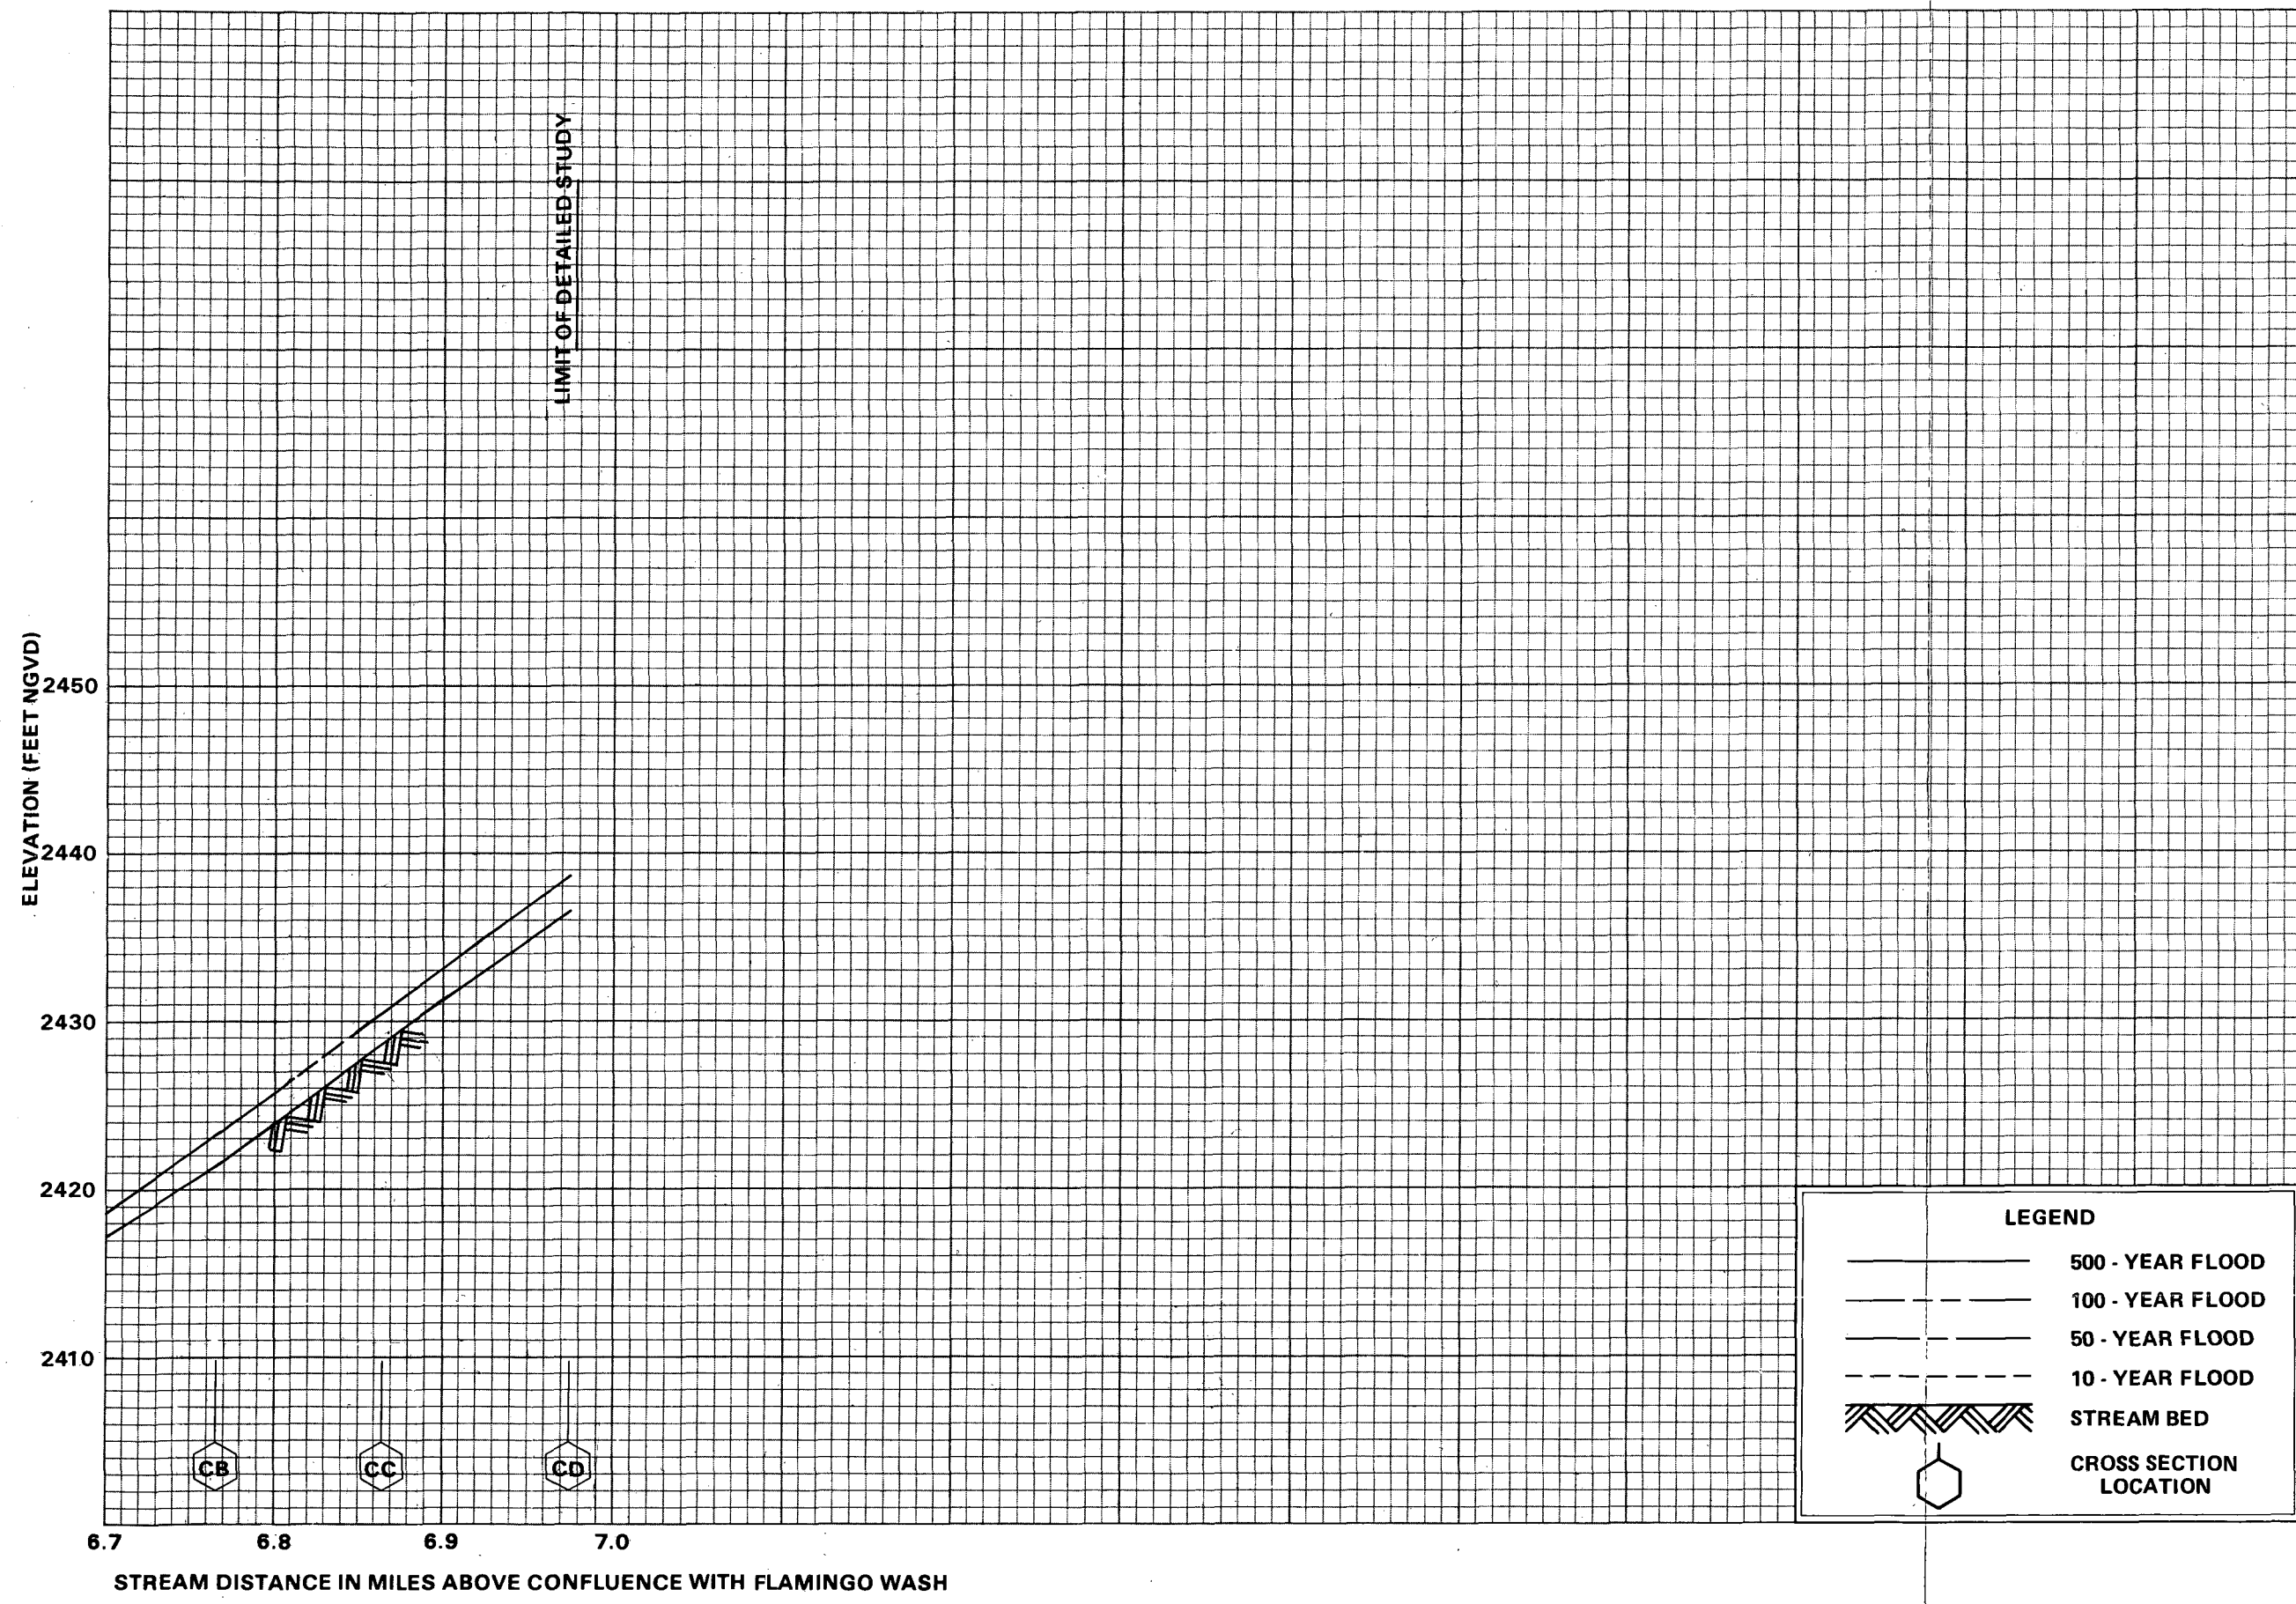 LIMIT OF DETAILED STUDY
ELEVATION (FEET NGVD)
2450
2440
2430
2420
2410
CB
CC
CD
6.7
6.8
6.9
7.0
STREAM DISTANCE IN MILES ABOVE CONFLUENCE WITH FLAMINGO WASH
LEGEND
500 - YEAR FLOOD
100 - YEAR FLOOD
50 - YEAR FLOOD
10 - YEAR FLOOD
STREAM BED
CROSS SECTION
LOCATION